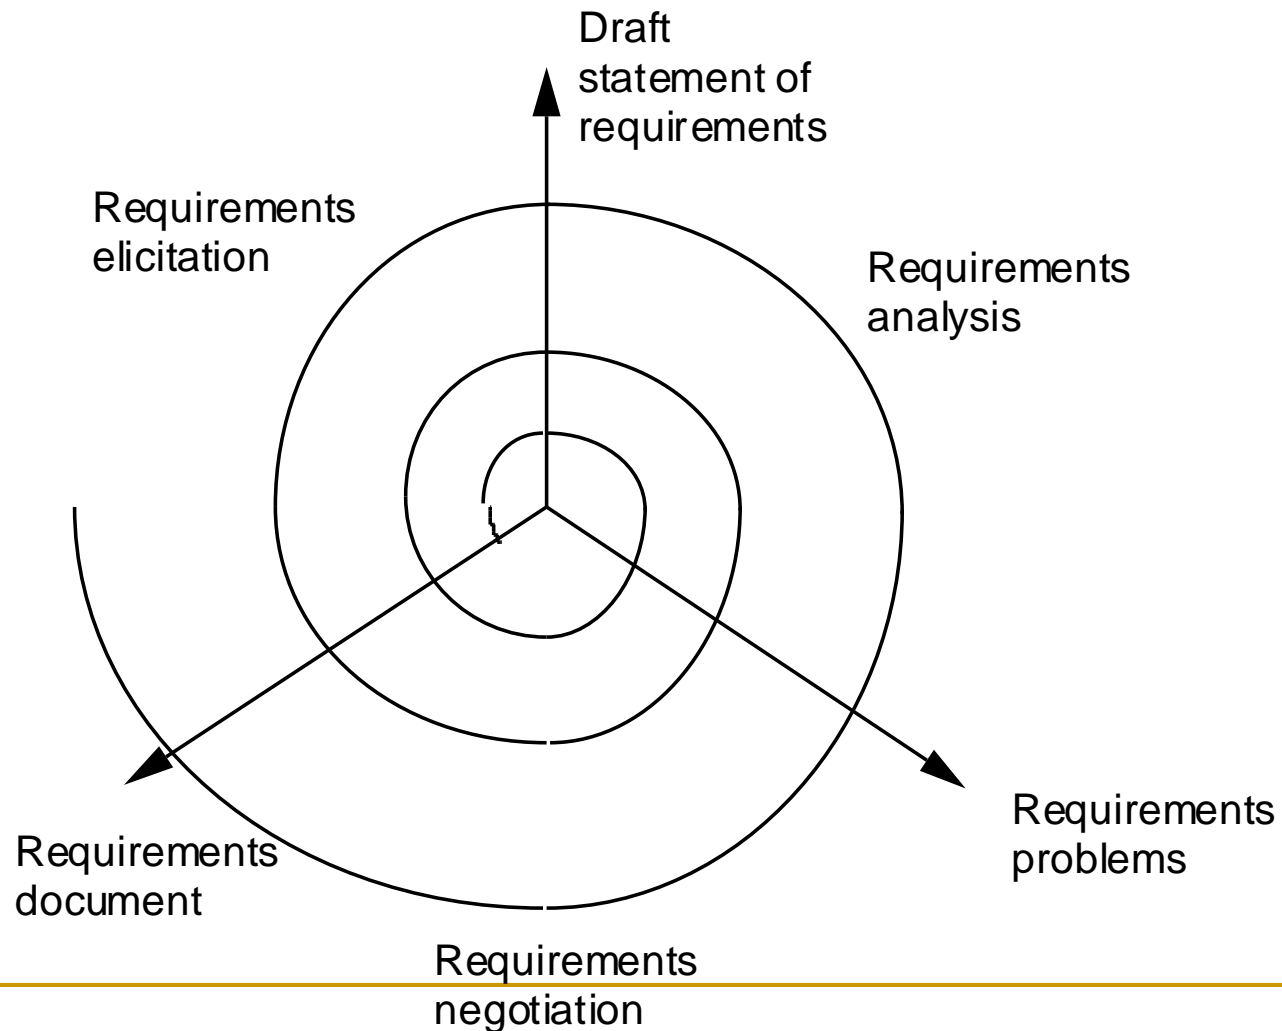 Draft
statement of
requirements
Requirements
elicitation
Requirements
analysis
Requirements
problems
Requirements
document
Requirements
negotiation